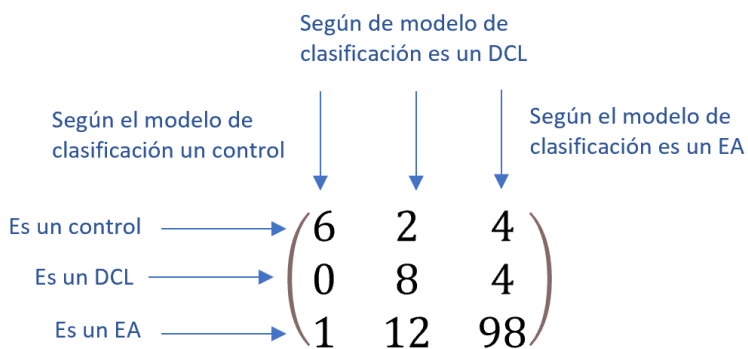 Según de modelo de
clasificación es un DCL
Según el modelo de
clasificación un control
Según el modelo de
clasificación es un EA
Es un control
6 2 4
Es un DCL
0 8 4
Es un EA
1 12 98